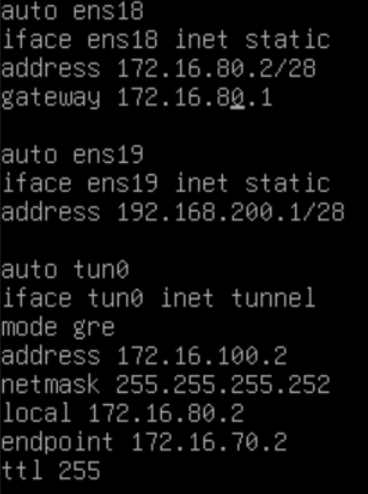 auto ens18
iface ens18 inet static
address 172.16.80.2/28
gateway 172.16.80.1

auto ens19
iface ens19 inet static
address 192.168.200.1/28

auto tun0
iface tun0 inet tunnel
mode gre
address 172.16.100.2
netmask 255.255.255.252
local 172.16.80.2
endpoint 172.16.70.2
ttl 255